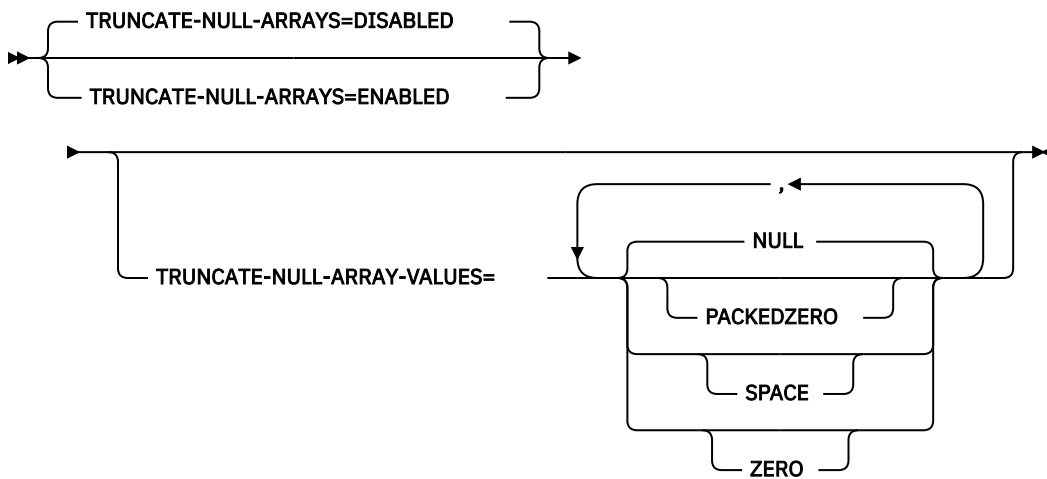 TRUNCATE-NULL-ARRAYS=DISABLED
TRUNCATE-NULL-ARRAYS=ENABLED
,
NULL
TRUNCATE-NULL-ARRAY-VALUES=
PACKEDZERO
SPACE
ZERO